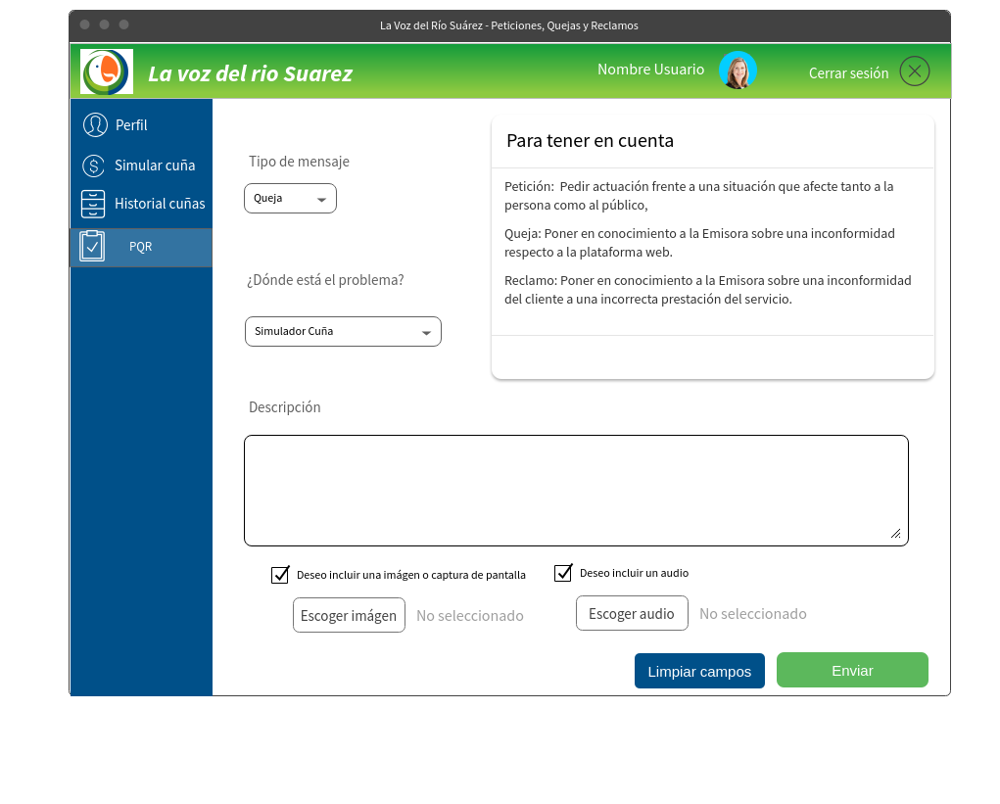 La Voz del Río Suárez - Peticiones, Quejas y Reclamos
La voz del rio Suarez
Nombre Usuario
Cerrar sesión
Perfil
Simular cuña
Historial cuñas
PQR
Tipo de mensaje
Queja
¿Dónde está el problema?
Simulador Cuña
Para tener en cuenta
Petición:  Pedir actuación frente a una situación que afecte tanto a la
persona como al público,
Queja: Poner en conocimiento a la Emisora sobre una inconformidad
respecto a la plataforma web.
Reclamo: Poner en conocimiento a la Emisora sobre una inconformidad
del cliente a una incorrecta prestación del servicio.
Descripción
Deseo incluir una imágen o captura de pantalla
Escoger imágen
No seleccionado
Deseo incluir un audio
Escoger audio
No seleccionado
Limpiar campos
Enviar